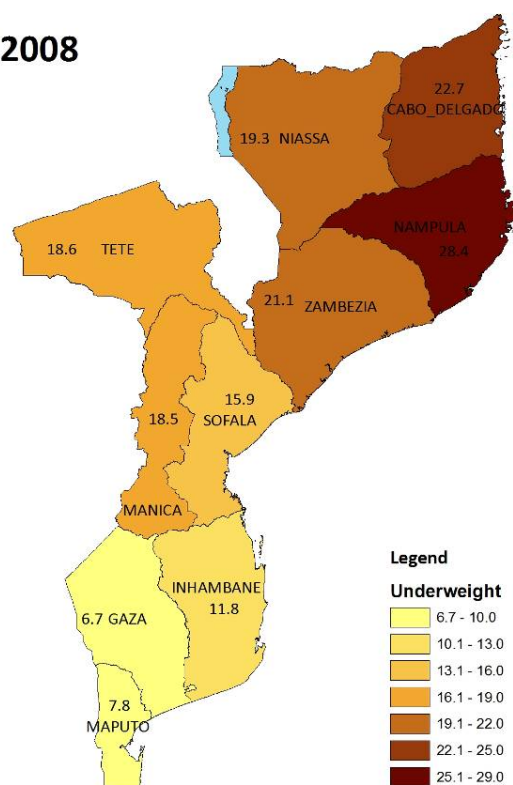 2008
22.7
CABO_DELGADO
19.3 NIASSA
NAMPULA
28.4
18.6 TETE
21.1 ZAMBEZIA
15.9
SOFALA
18.5
MANICA
INHAMBANE
11.8
6.7 GAZA
7.8
MAPUTO
Legend
Underweight
6.7 - 10.0
10.1 - 13.0
13.1 - 16.0
16.1 - 19.0
19.1 - 22.0
22.1 - 25.0
25.1 - 29.0